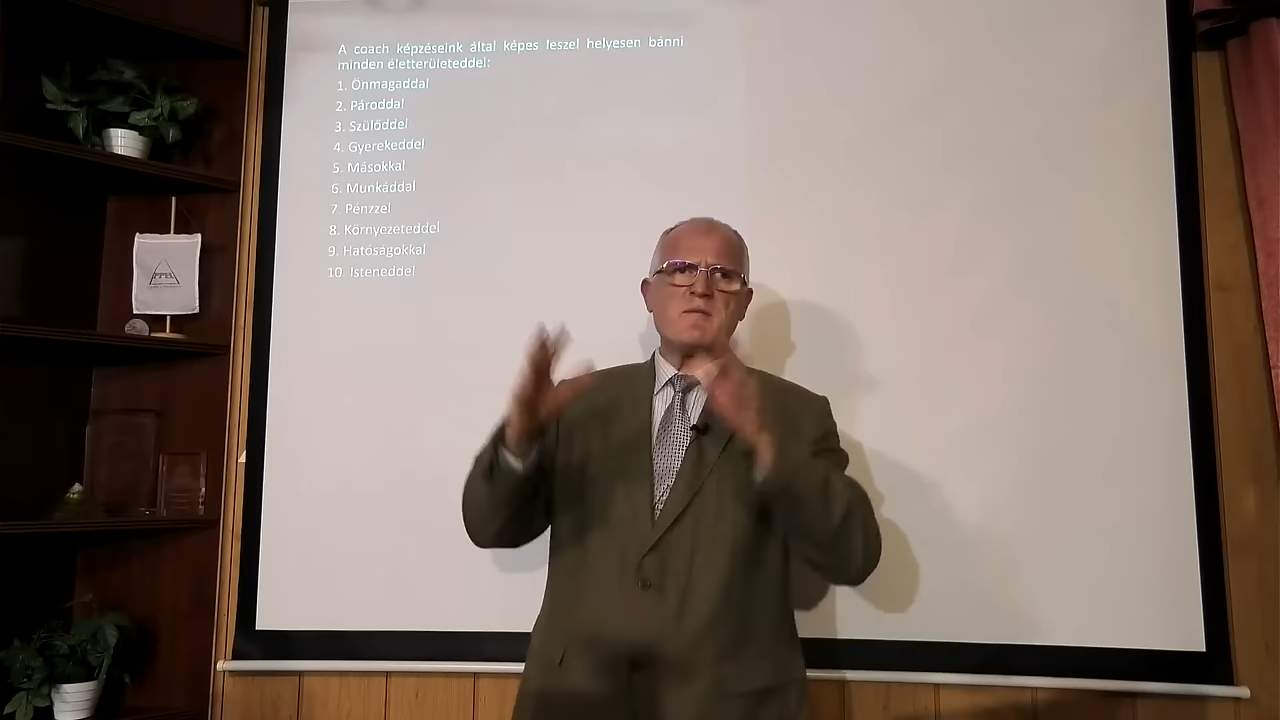 A coach képzéseink által képes leszel helyesen bánni
minden életterületeddel:
1. Önmagaddal
2. Pároddal
3. Szülőddel
4. Gyerekeddel
5. Másokkal
6. Munkáddal
7. Pénzzel
8. Környezeteddel
9. Hatóságokkal
10. Isteneddel